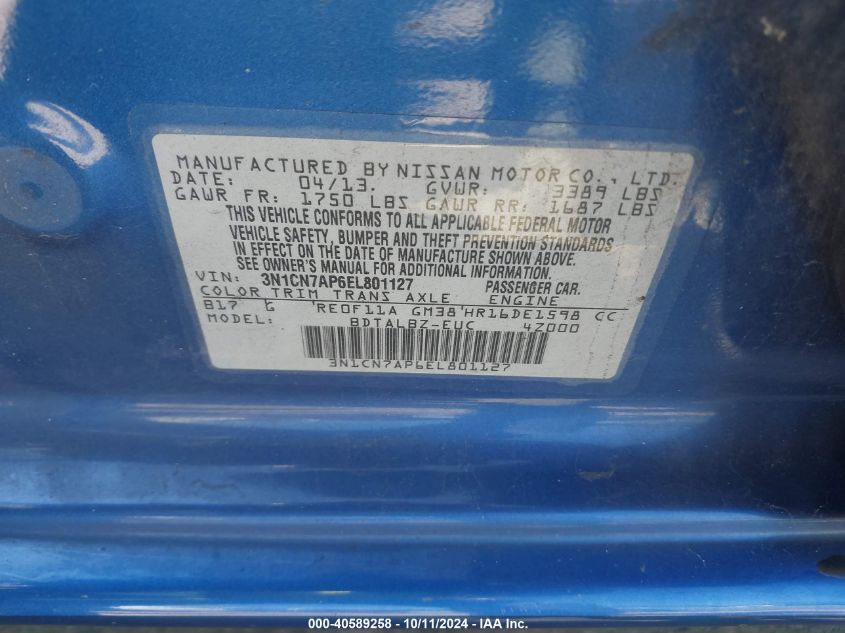 MANUFACTURED BY NISSAN MOTOR CO., LTD.
DATE: 04/13. GVWR: 3389 LBS
GAWR FR: 1750 LBS GAWR RR: 1687 LBS
THIS VEHICLE CONFORMS TO ALL APPLICABLE FEDERAL MOTOR
VEHICLE SAFETY, BUMPER AND THEFT PREVENTION STANDARDS
IN EFFECT ON THE DATE OF MANUFACTURE SHOWN ABOVE.
SEE OWNER'S MANUAL FOR ADDITIONAL INFORMATION
VIN: 3N1CN7AP6EL801127 PASSENGER CAR.
COLOR TRIM TRANS AXLE ENGINE
B17 G RE0F11A GM38 HR16DE1598 CC
MODEL BDTALBZ-EUC 4Z000
3N1CN7AP6EL801127
000-40589258 - 10/11/2024 - IAA Inc.